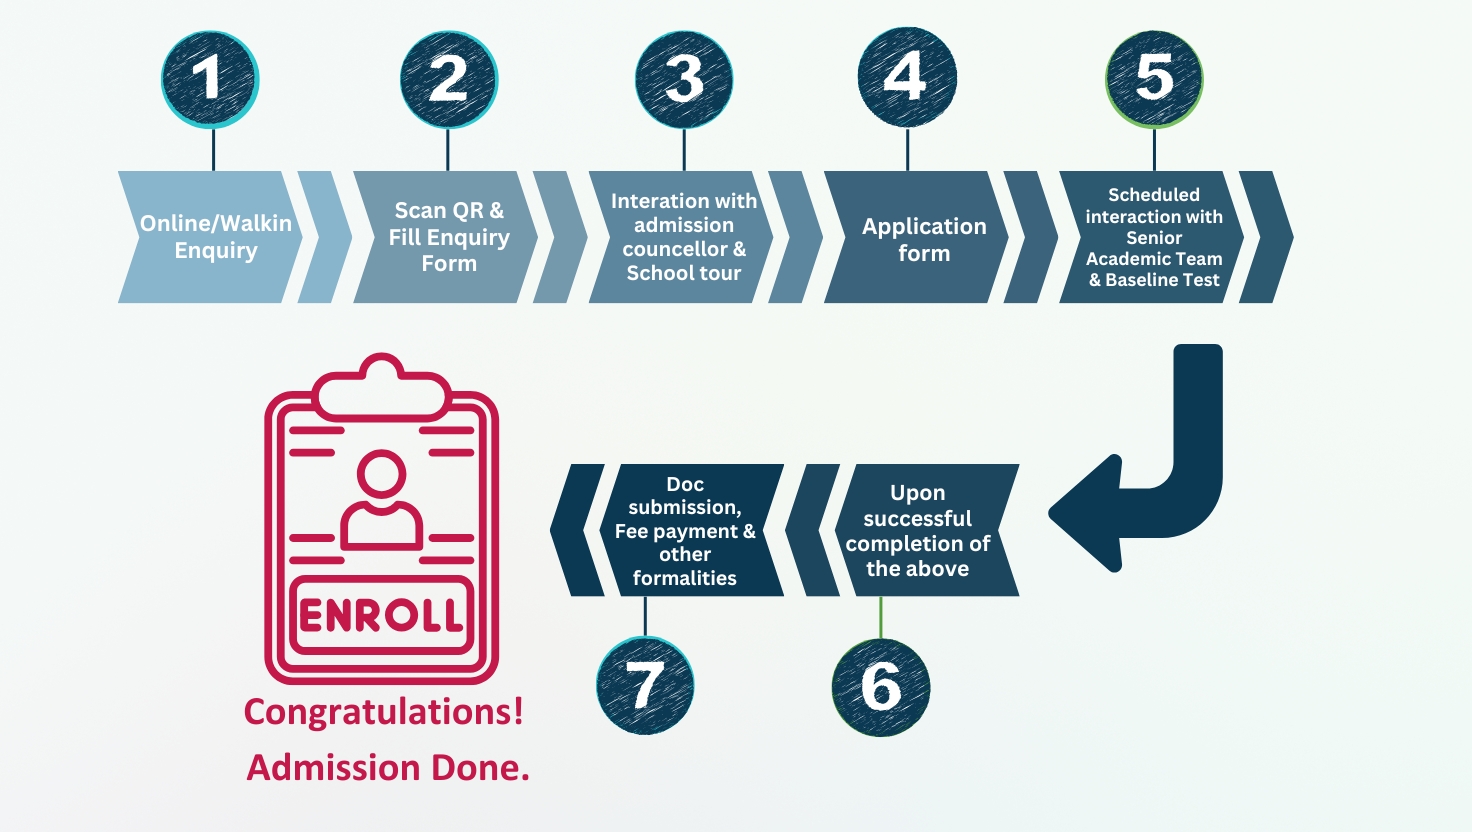 1
2
3
4
5
Online/Walkin
Enquiry
Scan QR &
Fill Enquiry
Form
Interation with
admission
councellor &
School tour
Application
form
Scheduled
interaction with
Senior
Academic Team
& Baseline Test
Upon
successful
completion of
the above
6
Doc
submission,
Fee payment &
other
formalities
7
ENROLL
Congratulations!
Admission Done.